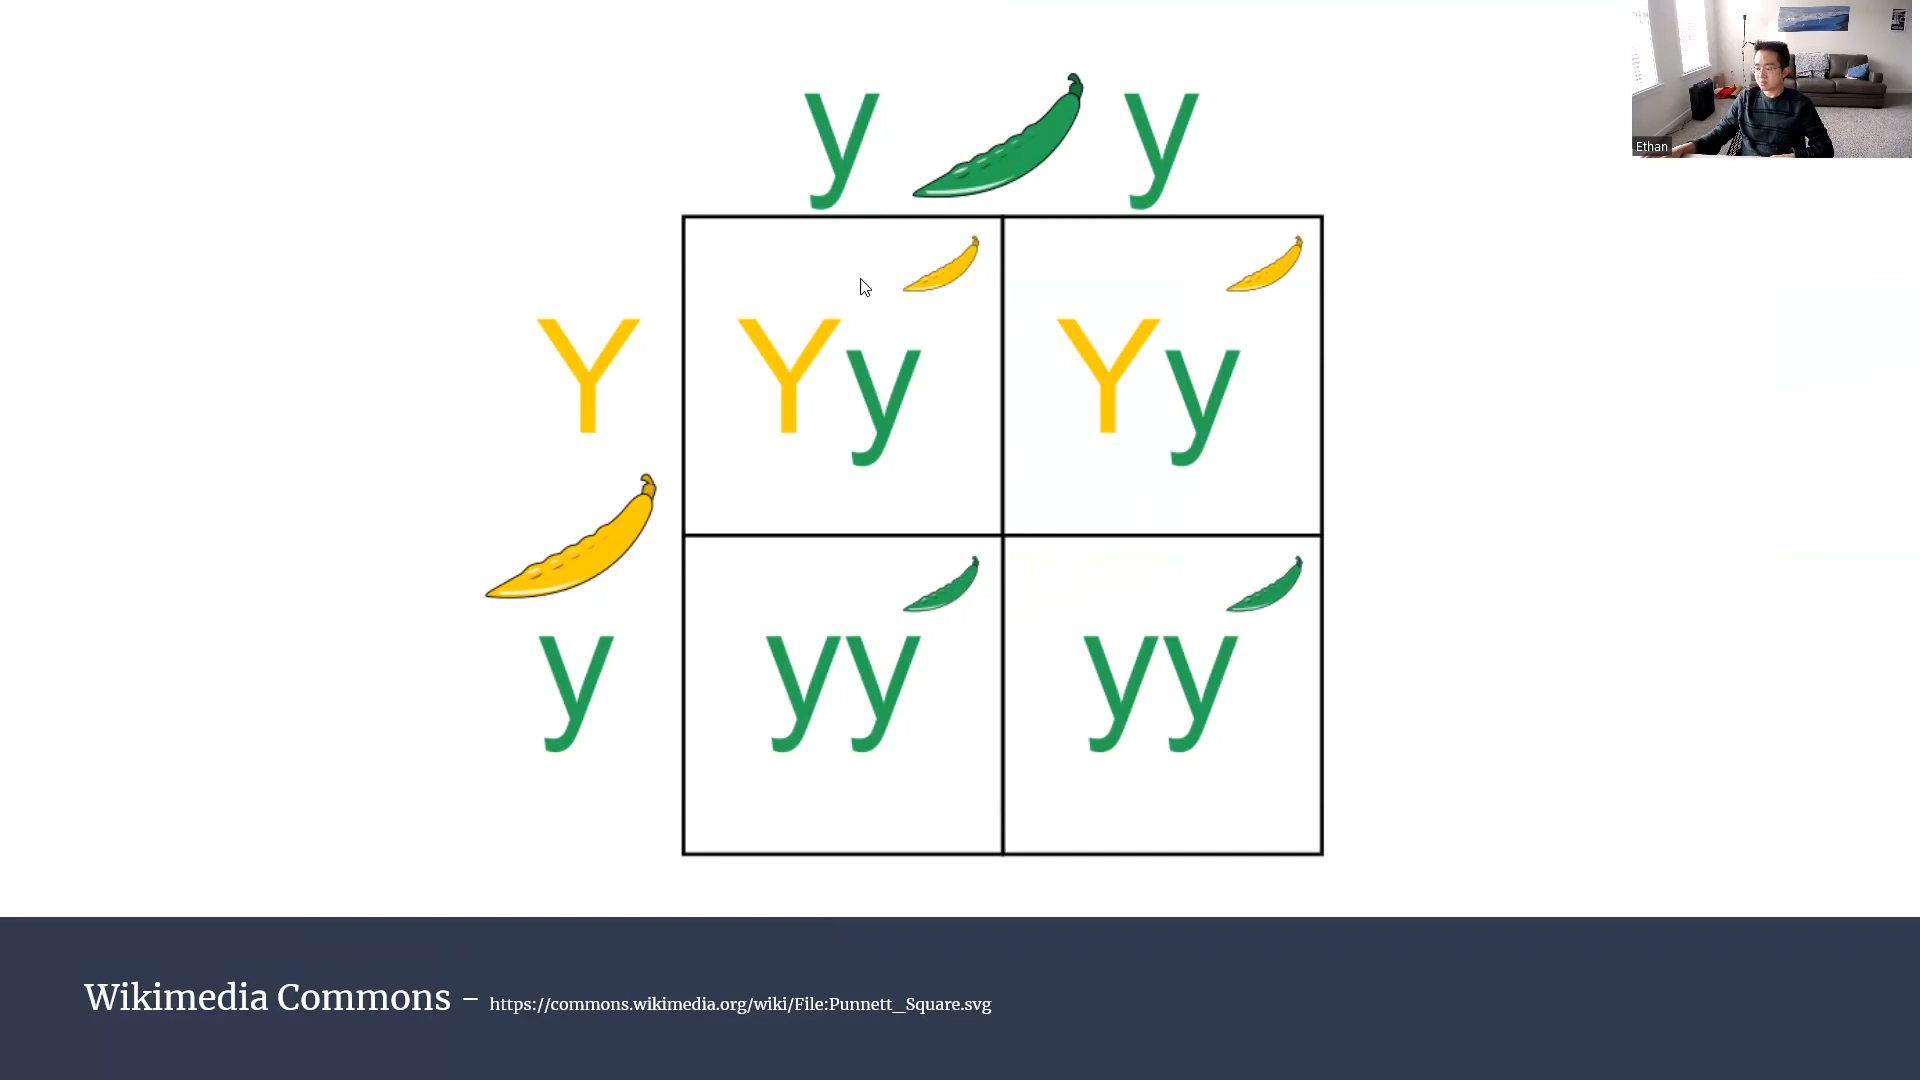 y y
Ethan
Y Yy Yy
y yy yy
Wikimedia Commons – https://commons.wikimedia.org/wiki/File:Punnett_Square.svg